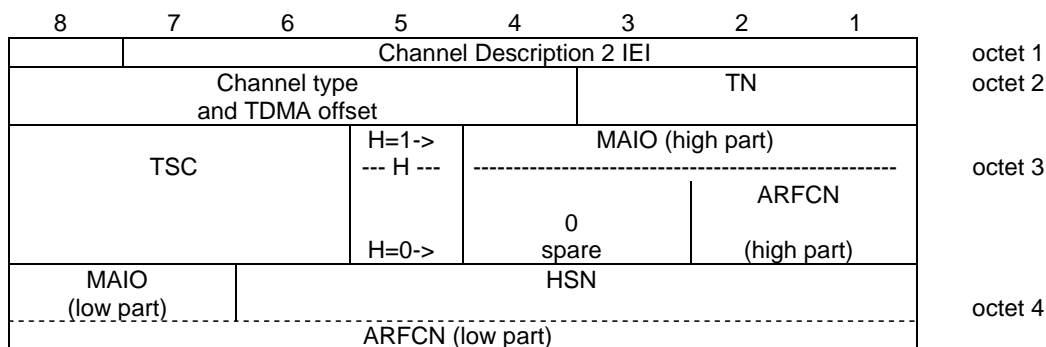 8 7 6 5 4 3 2 1
Channel Description 2 IEI octet 1
Channel type TN octet 2
and TDMA offset
H=1-> MAIO (high part)
TSC --- H --- ---------------------------------------------------- octet 3
ARFCN
0
H=0-> spare (high part)
MAIO HSN
(low part) octet 4
ARFCN (low part)